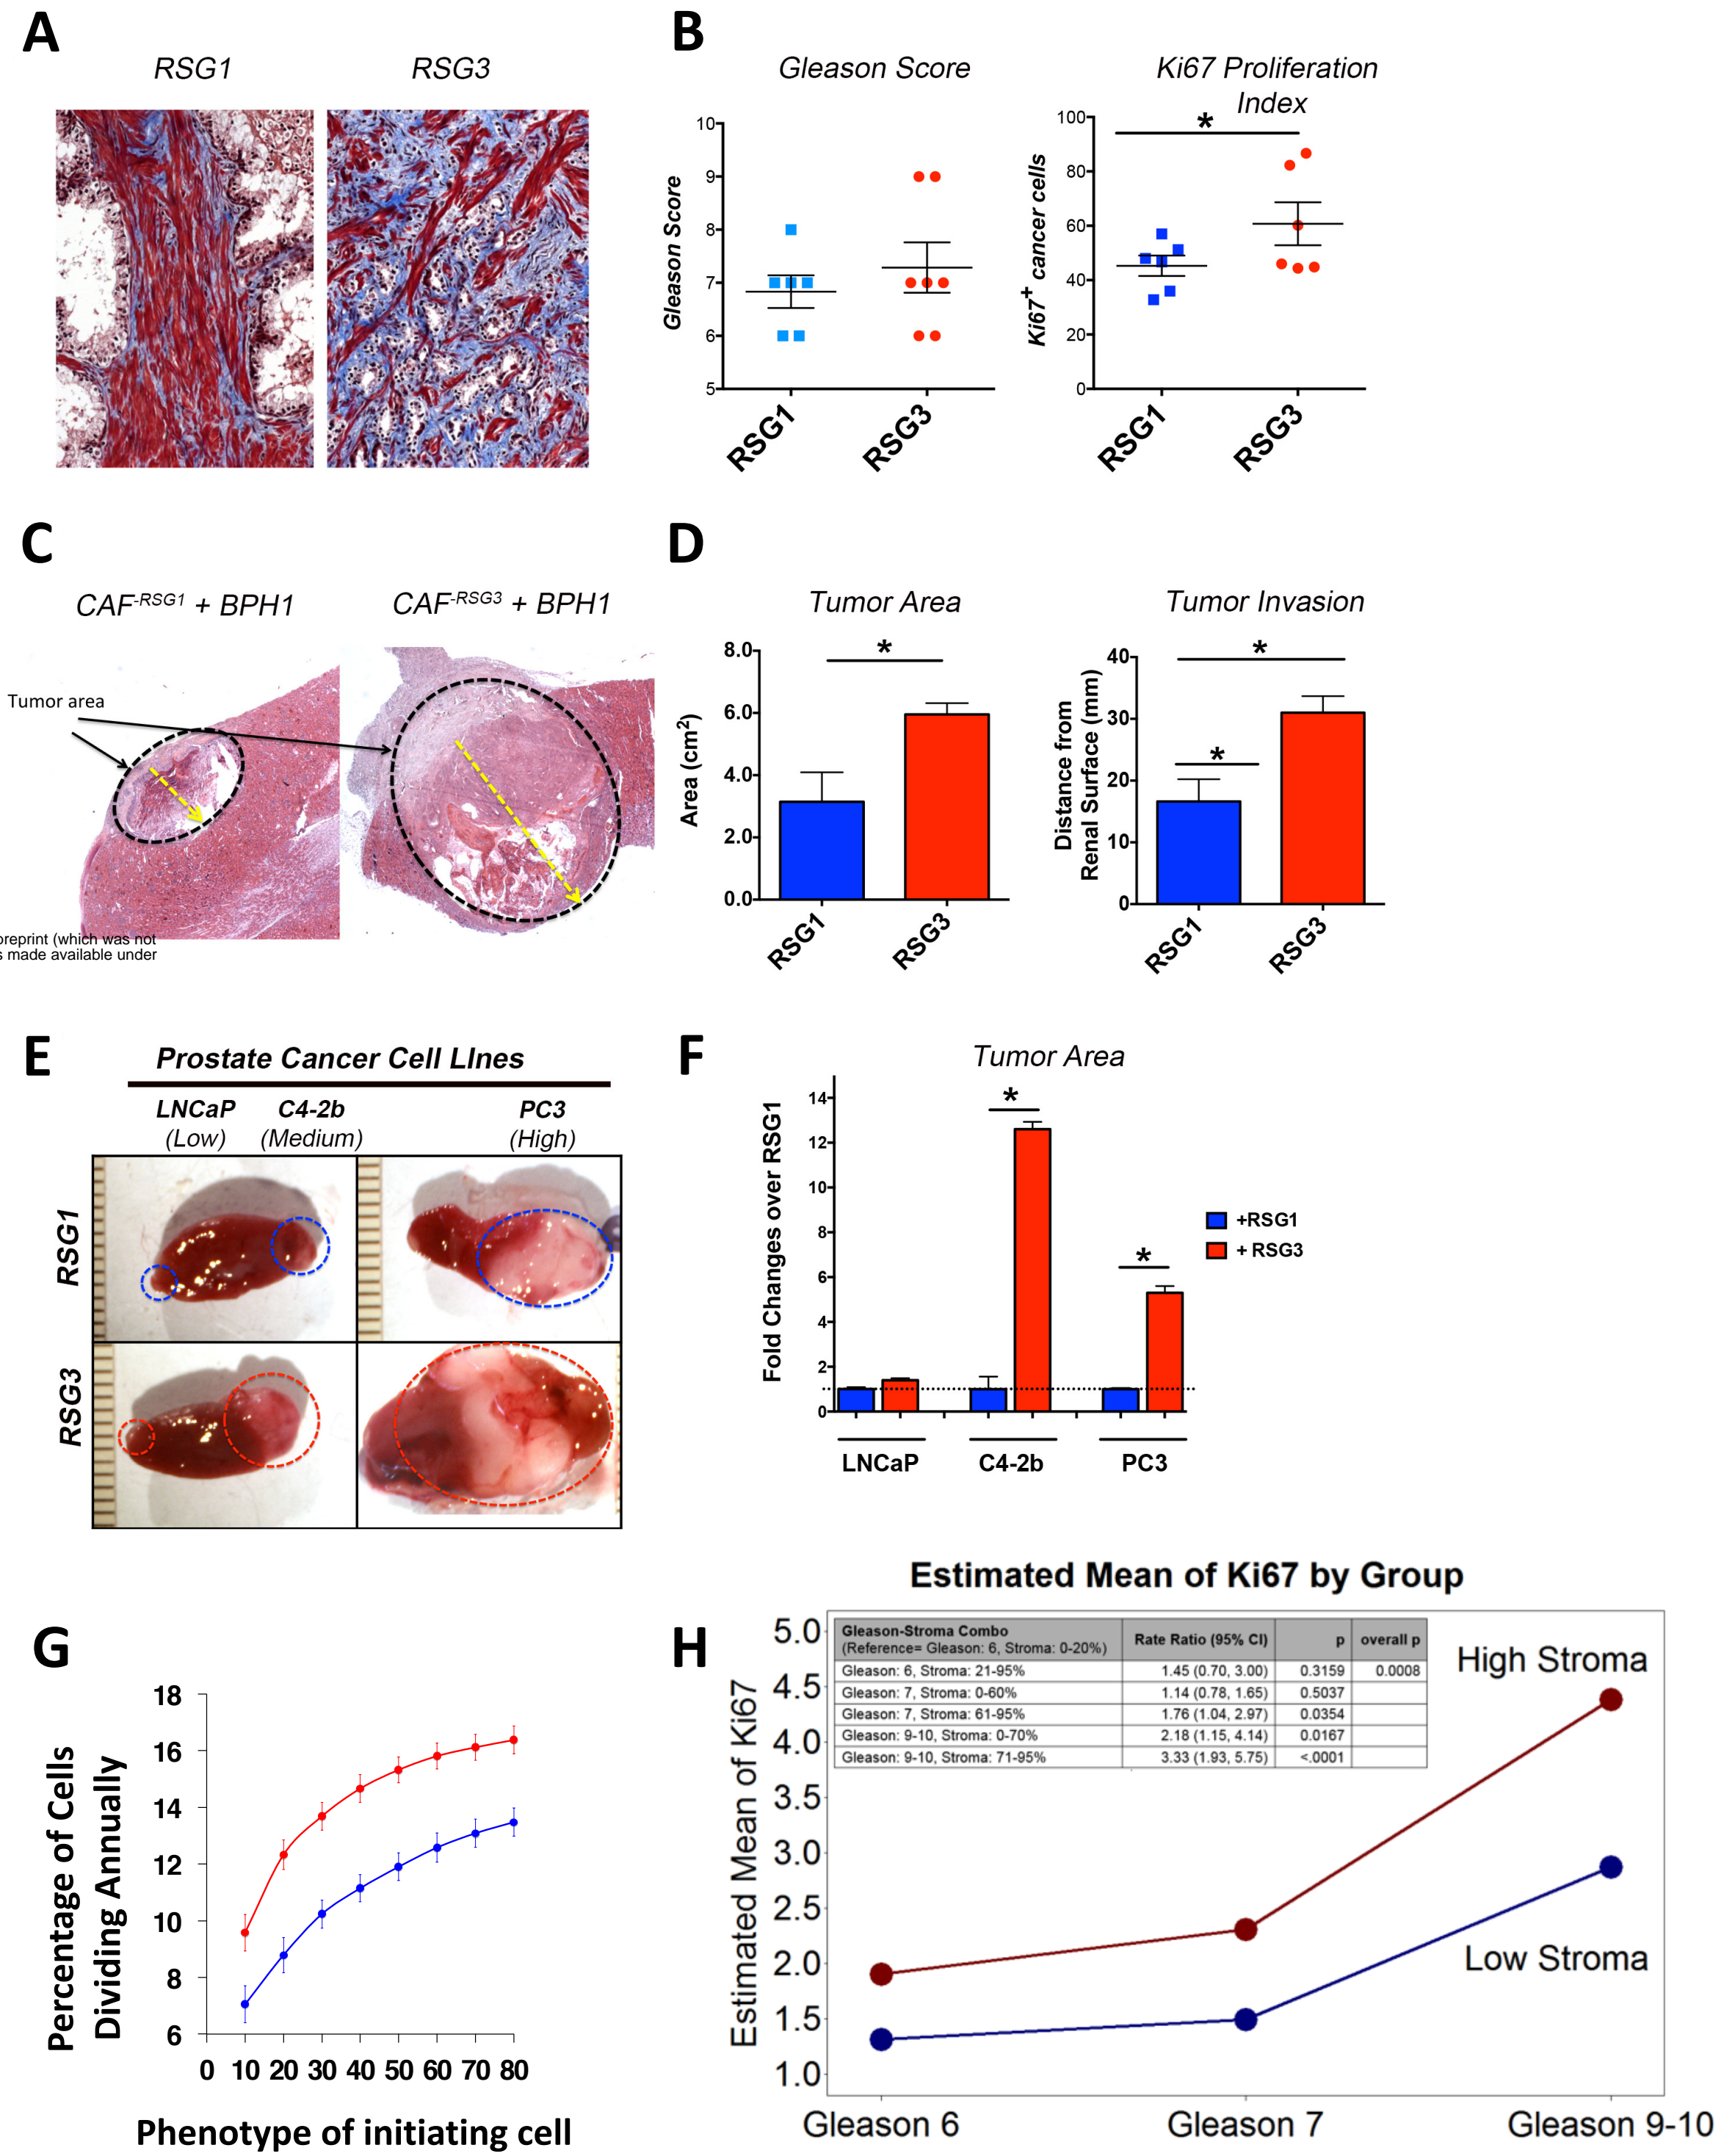 A
RSG1
RSG3
B
Gleason Score
Gleason Score
10
9
8
7
6
5
RSG1
RSG3
Ki67 Proliferation
Index
Ki67+ cancer cells
100
80
60
40
20
0
*
RSG1
RSG3
C
CAF-RSG1 + BPH1
CAF-RSG3 + BPH1
Tumor area
preprint (which was not
s made available under
D
Tumor Area
Area (cm2)
8.0
6.0
4.0
2.0
0.0
*
RSG1
RSG3
Tumor Invasion
Distance from
Renal Surface (mm)
40
30
20
10
0
*
*
RSG1
RSG3
E
Prostate Cancer Cell LInes
LNCaP
(Low)
C4-2b
(Medium)
PC3
(High)
RSG1
RSG3
F
Tumor Area
Fold Changes over RSG1
14
12
10
8
6
4
2
0
*
*
+RSG1
+ RSG3
LNCaP
C4-2b
PC3
G
Percentage of Cells
Dividing Annually
18
16
14
12
10
8
6
0 10 20 30 40 50 60 70 80
Phenotype of initiating cell
H
Estimated Mean of Ki67 by Group
Estimated Mean of Ki67
5.0
4.5
4.0
3.5
3.0
2.5
2.0
1.5
1.0
Gleason-Stroma Combo
(Reference= Gleason: 6, Stroma: 0-20%)
Rate Ratio (95% CI) p overall p
Gleason: 6, Stroma: 21-95% 1.45 (0.70, 3.00) 0.3159 0.0008
Gleason: 7, Stroma: 0-60% 1.14 (0.78, 1.65) 0.5037
Gleason: 7, Stroma: 61-95% 1.76 (1.04, 2.97) 0.0354
Gleason: 9-10, Stroma: 0-70% 2.18 (1.15, 4.14) 0.0167
Gleason: 9-10, Stroma: 71-95% 3.33 (1.93, 5.75) <.0001
High Stroma
Low Stroma
Gleason 6
Gleason 7
Gleason 9-10